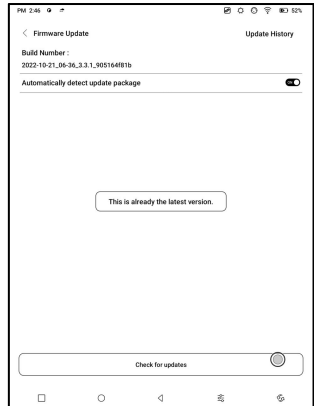 PM 2:46 52%
Firmware Update Update History
Build Number :
2022-10-21_06-36_3.3.1_905164f81b
Automatically detect update package ON
This is already the latest version.
Check for updates